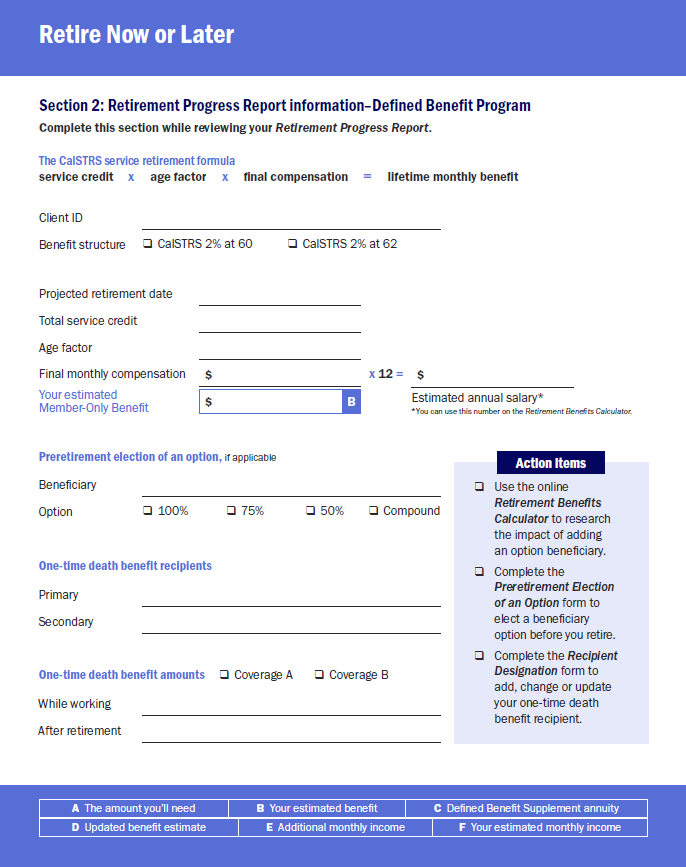 Retire Now or Later
Section 2: Retirement Progress Report information–Defined Benefit Program
Complete this section while reviewing your Retirement Progress Report.
The CalSTRS service retirement formula
service credit x age factor x final compensation = lifetime monthly benefit
Client ID
Benefit structure ❑ CalSTRS 2% at 60 ❑ CalSTRS 2% at 62
Projected retirement date
Total service credit
Age factor
Final monthly compensation $ x 12 = $
Your estimated
Member-Only Benefit $ B
Estimated annual salary*
*You can use this number on the Retirement Benefits Calculator.
Preretirement election of an option, if applicable
Beneficiary
Option ❑ 100% ❑ 75% ❑ 50% ❑ Compound
One-time death benefit recipients
Primary
Secondary
One-time death benefit amounts ❑ Coverage A ❑ Coverage B
While working
After retirement
Action Items
❑ Use the online
Retirement Benefits
Calculator to research
the impact of adding
an option beneficiary.
❑ Complete the
Preretirement Election
of an Option form to
elect a beneficiary
option before you retire.
❑ Complete the Recipient
Designation form to
add, change or update
your one-time death
benefit recipient.
A The amount you'll need B Your estimated benefit C Defined Benefit Supplement annuity
D Updated benefit estimate E Additional monthly income F Your estimated monthly income